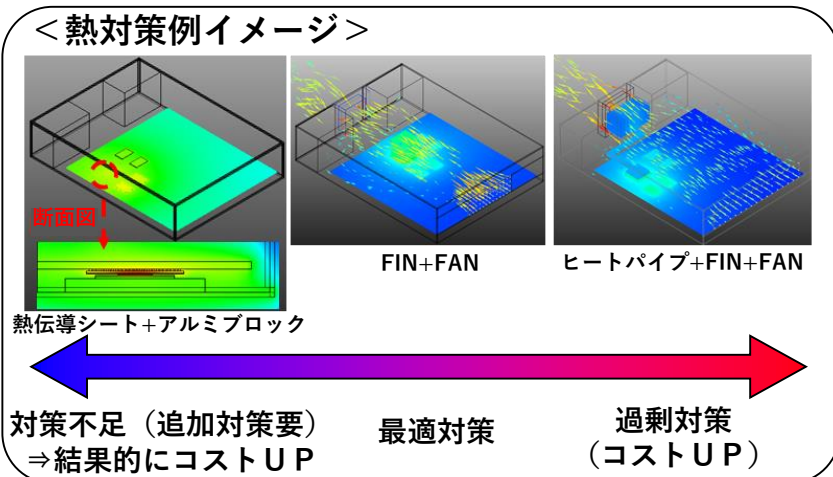 ＜熱対策例イメージ＞
断面図
熱伝導シート+アルミブロック
FIN+FAN
ヒートパイプ+FIN+FAN
対策不足（追加対策要）
⇒結果的にコストＵＰ
最適対策
過剰対策
（コストＵＰ）